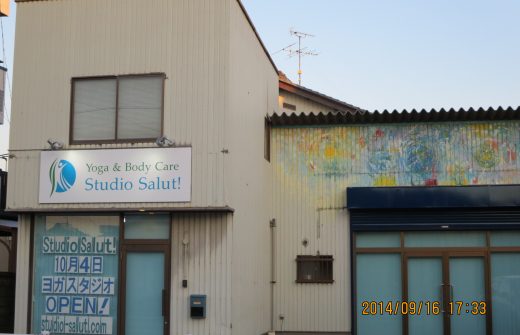 Yoga & Body Care
Studio Salut!
Studio Salut!
10月4日
ヨガスタジオ
OPEN!
studio-salut.com
2014/09/16 17:33